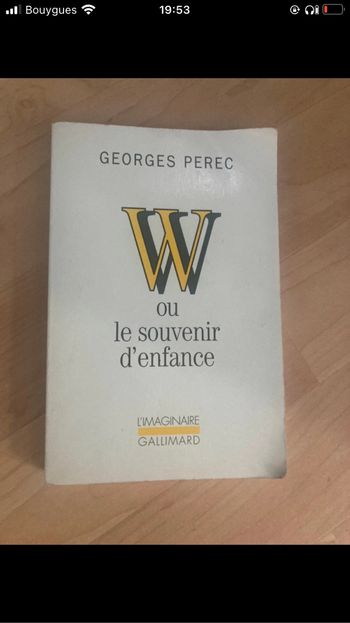 Bouygues 19:53
GEORGES PEREC
W
ou
le souvenir
d'enfance
L'IMAGINAIRE
GALLIMARD